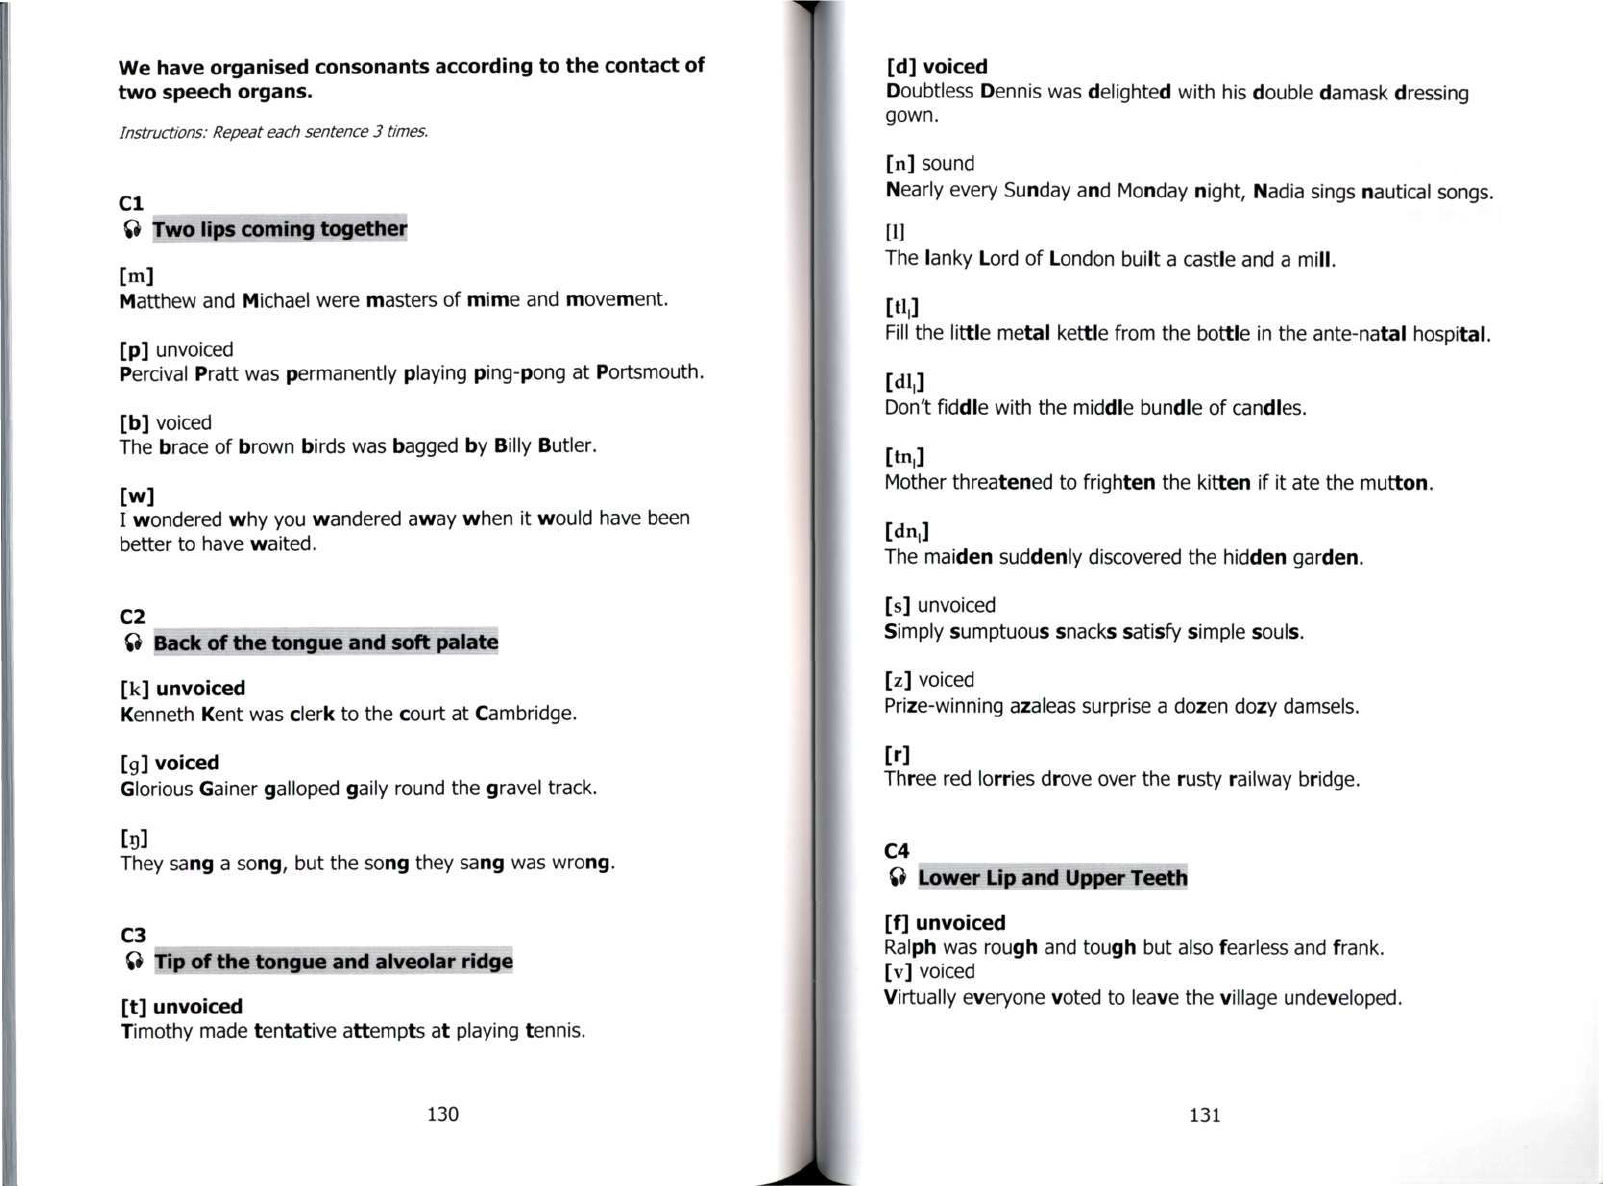 We have organised consonants according to the contact of
two speech organs.
Instructions: Repeat each sentence 3 times.
C1
Two lips coming together
[m]
Matthew and Michael were masters of mime and movement.
[p] unvoiced
Percival Pratt was permanently playing ping-pong at Portsmouth.
[b] voiced
The brace of brown birds was bagged by Billy Butler.
[w]
I wondered why you wandered away when it would have been
better to have waited.
C2
Back of the tongue and soft palate
[k] unvoiced
Kenneth Kent was clerk to the court at Cambridge.
[g] voiced
Glorious Gainer galloped gaily round the gravel track.
[ŋ]
They sang a song, but the song they sang was wrong.
C3
Tip of the tongue and alveolar ridge
[t] unvoiced
Timothy made tentative attempts at playing tennis.
130
[d] voiced
Doubtless Dennis was delighted with his double damask dressing
gown.
[n] sound
Nearly every Sunday and Monday night, Nadia sings nautical songs.
[l]
The lanky Lord of London built a castle and a mill.
[tl̩]
Fill the little metal kettle from the bottle in the ante-natal hospital.
[dl̩]
Don't fiddle with the middle bundle of candles.
[tn̩]
Mother threatened to frighten the kitten if it ate the mutton.
[dn̩]
The maiden suddenly discovered the hidden garden.
[s] unvoiced
Simply sumptuous snacks satisfy simple souls.
[z] voiced
Prize-winning azaleas surprise a dozen dozy damsels.
[r]
Three red lorries drove over the rusty railway bridge.
C4
Lower Lip and Upper Teeth
[f] unvoiced
Ralph was rough and tough but also fearless and frank.
[v] voiced
Virtually everyone voted to leave the village undeveloped.
131